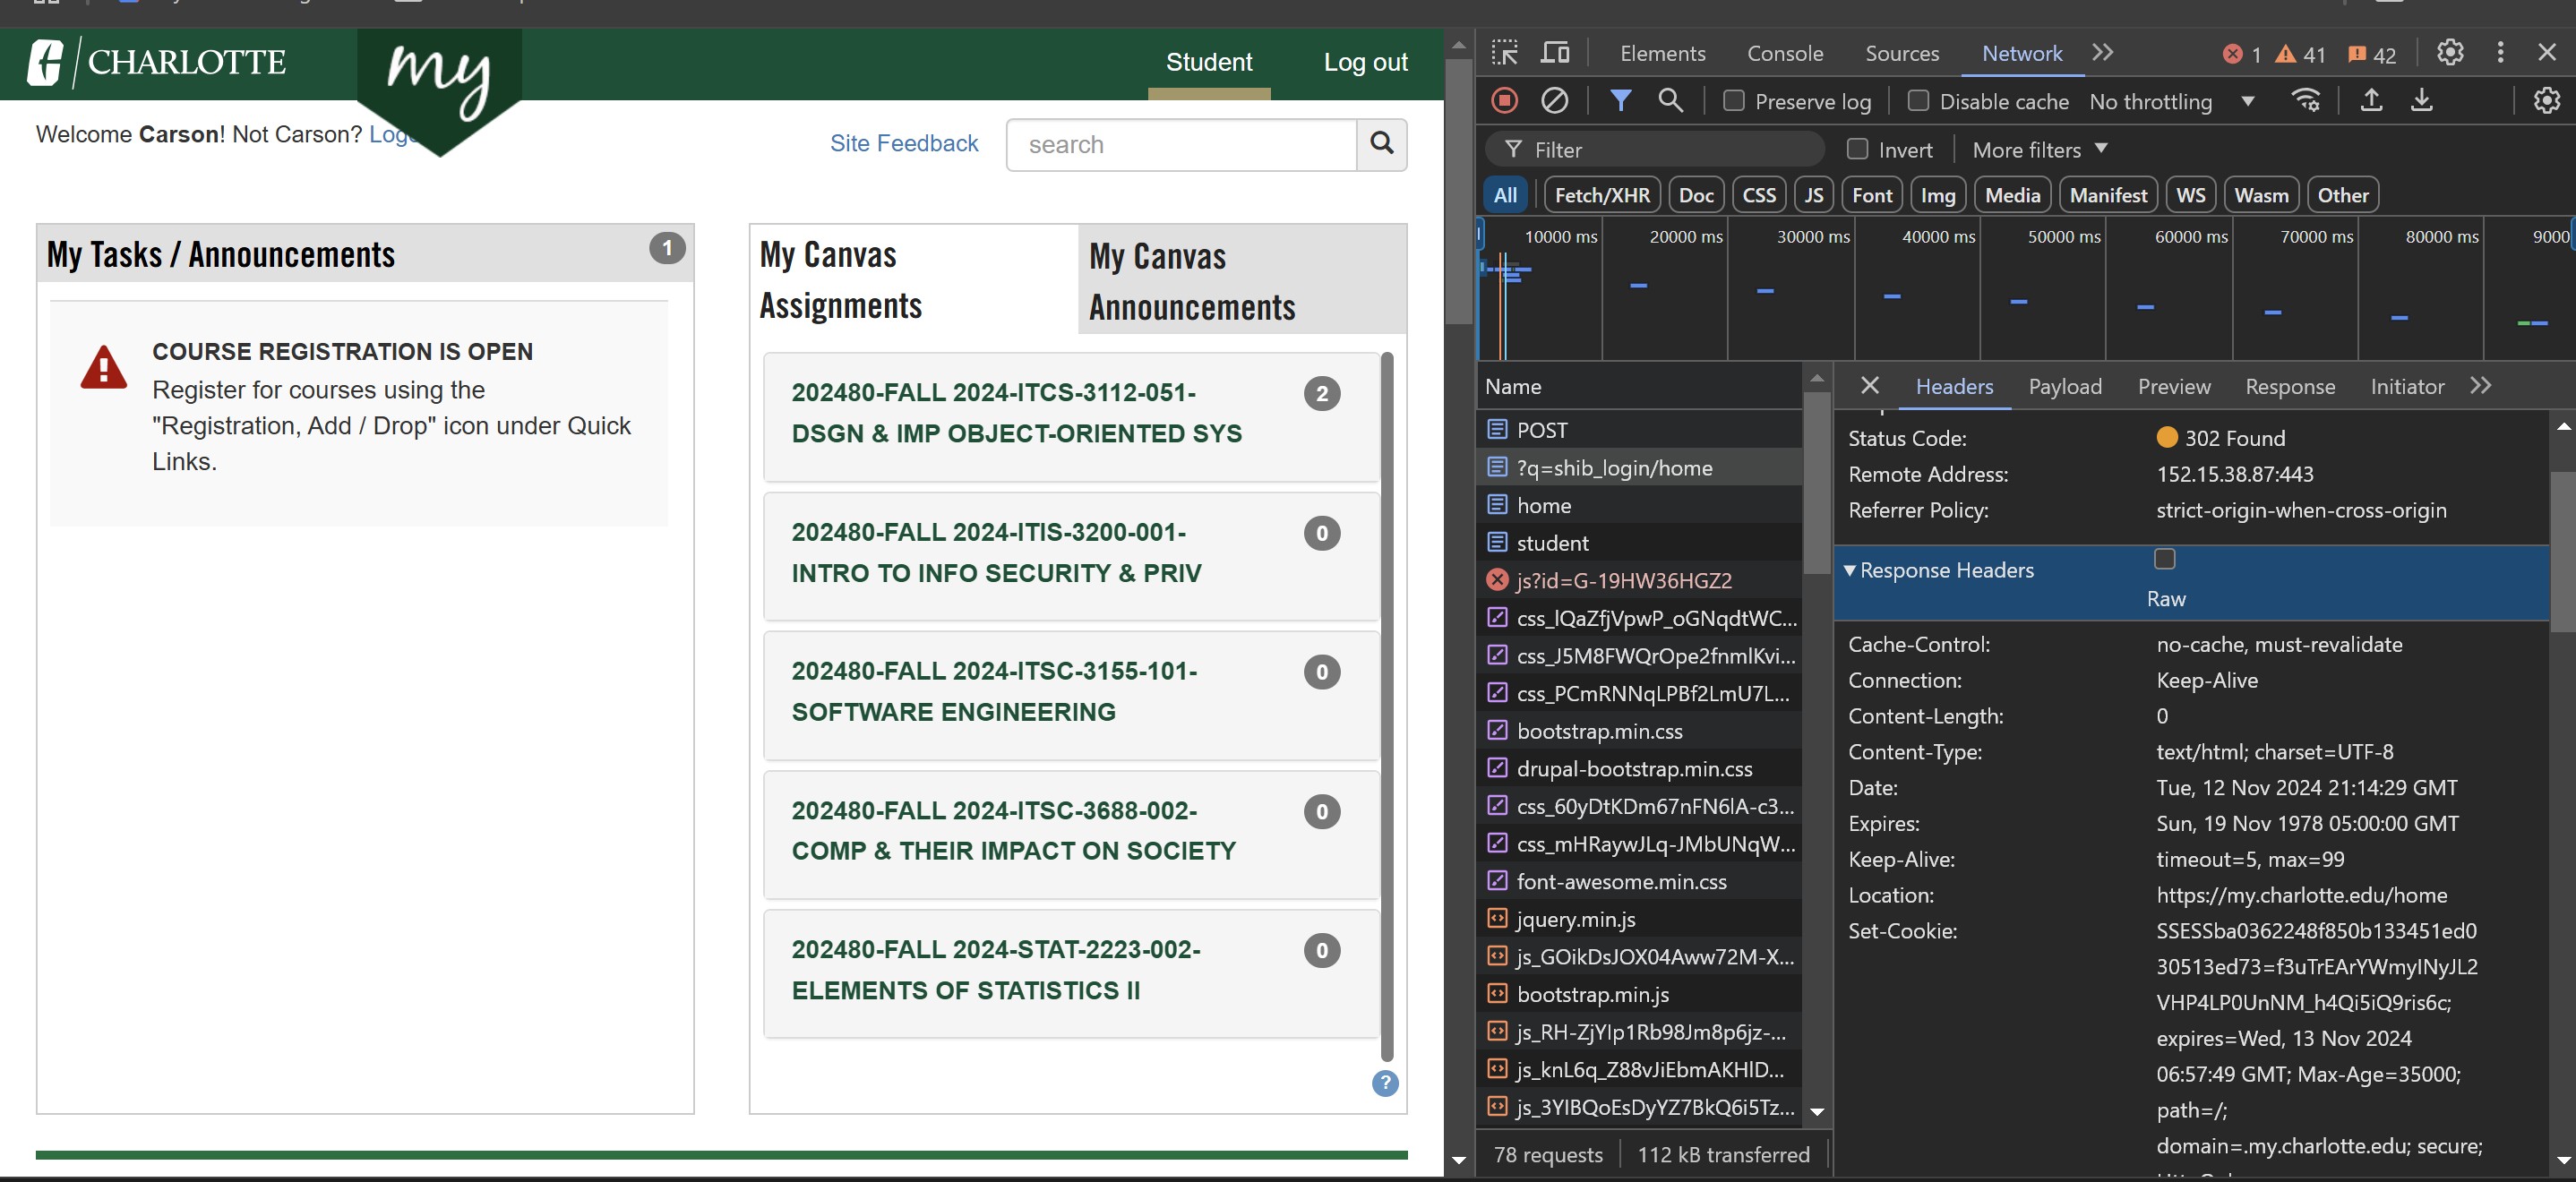 CHARLOTTE
my
Student
Log out
Welcome Carson! Not Carson?
Site Feedback
search
My Tasks / Announcements
1
COURSE REGISTRATION IS OPEN
Register for courses using the
"Registration, Add / Drop" icon under Quick
Links.
My Canvas
Assignments
My Canvas
Announcements
202480-FALL 2024-ITCS-3112-051-
DSGN & IMP OBJECT-ORIENTED SYS
2
202480-FALL 2024-ITIS-3200-001-
INTRO TO INFO SECURITY & PRIV
0
202480-FALL 2024-ITSC-3155-101-
SOFTWARE ENGINEERING
0
202480-FALL 2024-ITSC-3688-002-
COMP & THEIR IMPACT ON SOCIETY
0
202480-FALL 2024-STAT-2223-002-
ELEMENTS OF STATISTICS II
0
?
Elements
Console
Sources
Network
1
41
42
Preserve log
Disable cache
No throttling
Filter
Invert
More filters
All
Fetch/XHR
Doc
CSS
JS
Font
Img
Media
Manifest
WS
Wasm
Other
10000 ms
20000 ms
30000 ms
40000 ms
50000 ms
60000 ms
70000 ms
80000 ms
9000
Name
POST
?q=shib_login/home
home
student
js?id=G-19HW36HGZ2
css_lQaZfjVpwP_oGNqdtWC...
css_J5M8FWQrOpe2fnmlKvi...
css_PCmRNNqLPBf2LmU7L...
bootstrap.min.css
drupal-bootstrap.min.css
css_60yDtKDm67nFN6lA-c3...
css_mHRaywJLq-JMbUNqW...
font-awesome.min.css
jquery.min.js
js_GOikDsJOX04Aww72M-X...
bootstrap.min.js
js_RH-ZjYIp1Rb98Jm8p6jz-...
js_knL6q_Z88vJiEbmAKHlD...
js_3YIBQoEsDyYZ7BkQ6i5Tz...
78 requests
112 kB transferred
Headers
Payload
Preview
Response
Initiator
Status Code: 302 Found
Remote Address: 152.15.38.87:443
Referrer Policy: strict-origin-when-cross-origin
Response Headers
Raw
Cache-Control: no-cache, must-revalidate
Connection: Keep-Alive
Content-Length: 0
Content-Type: text/html; charset=UTF-8
Date: Tue, 12 Nov 2024 21:14:29 GMT
Expires: Sun, 19 Nov 1978 05:00:00 GMT
Keep-Alive: timeout=5, max=99
Location: https://my.charlotte.edu/home
Set-Cookie: SSESSba0362248f850b133451ed0
30513ed73=f3uTrEArYWmyINyJL2
VHP4LP0UnNM_h4Qi5iQ9ris6c;
expires=Wed, 13 Nov 2024
06:57:49 GMT; Max-Age=35000;
path=/;
domain=.my.charlotte.edu; secure;